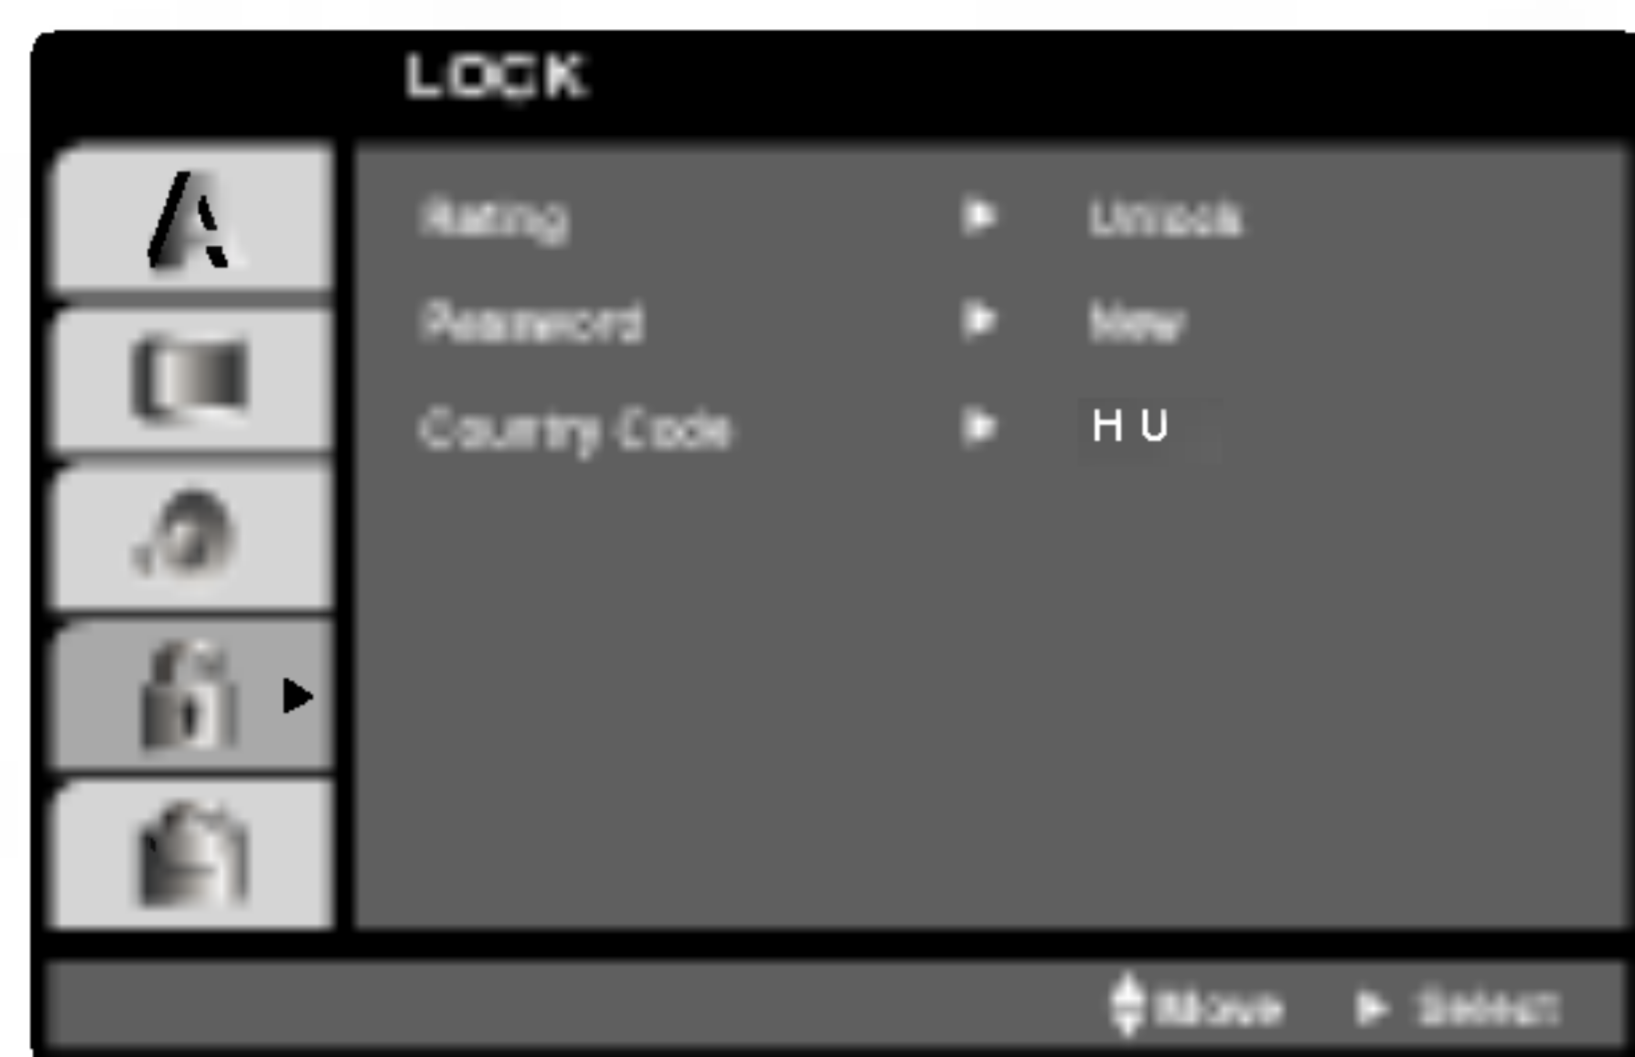 LOCK
Rating ► Unlock
Password ► New
Country Code ► H U
Move ► Select